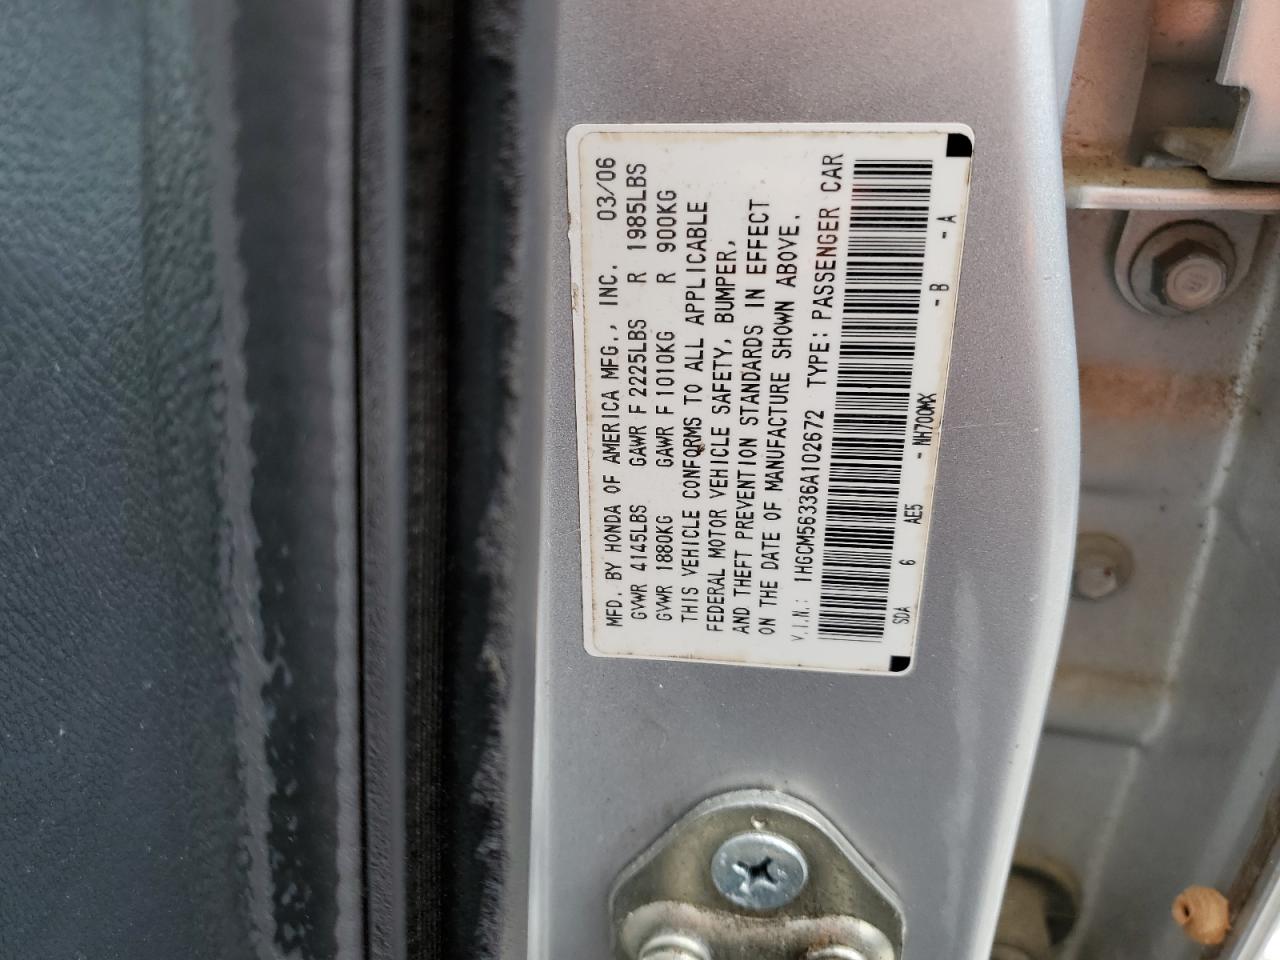 MFD. BY HONDA OF AMERICA MFG., INC. 03/06
GVWR 4145LBS GAWR F 2225LBS R 1985LBS
GVWR 1880KG GAWR F 1010KG R 900KG
THIS VEHICLE CONFORMS TO ALL APPLICABLE
FEDERAL MOTOR VEHICLE SAFETY, BUMPER,
AND THEFT PREVENTION STANDARDS IN EFFECT
ON THE DATE OF MANUFACTURE SHOWN ABOVE.
V.I.N.: 1HGCM56336A102672 TYPE: PASSENGER CAR
SDA 6 AE5 - NH700MX - B - A